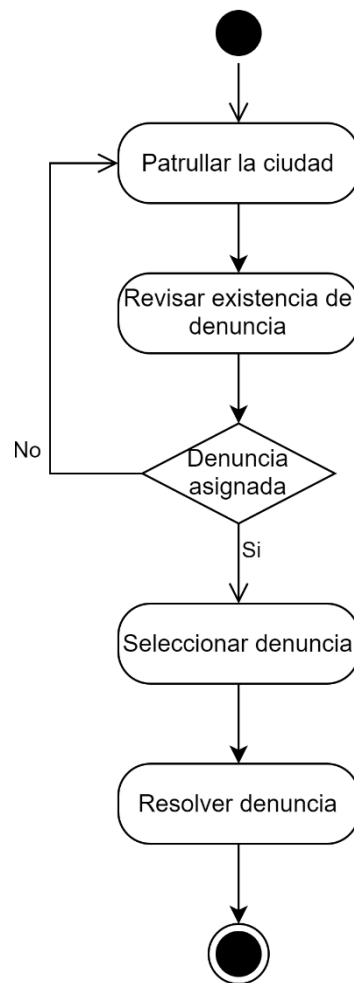 Patrullar la ciudad
Revisar existencia de
denuncia
Denuncia
asignada
No
Si
Seleccionar denuncia
Resolver denuncia